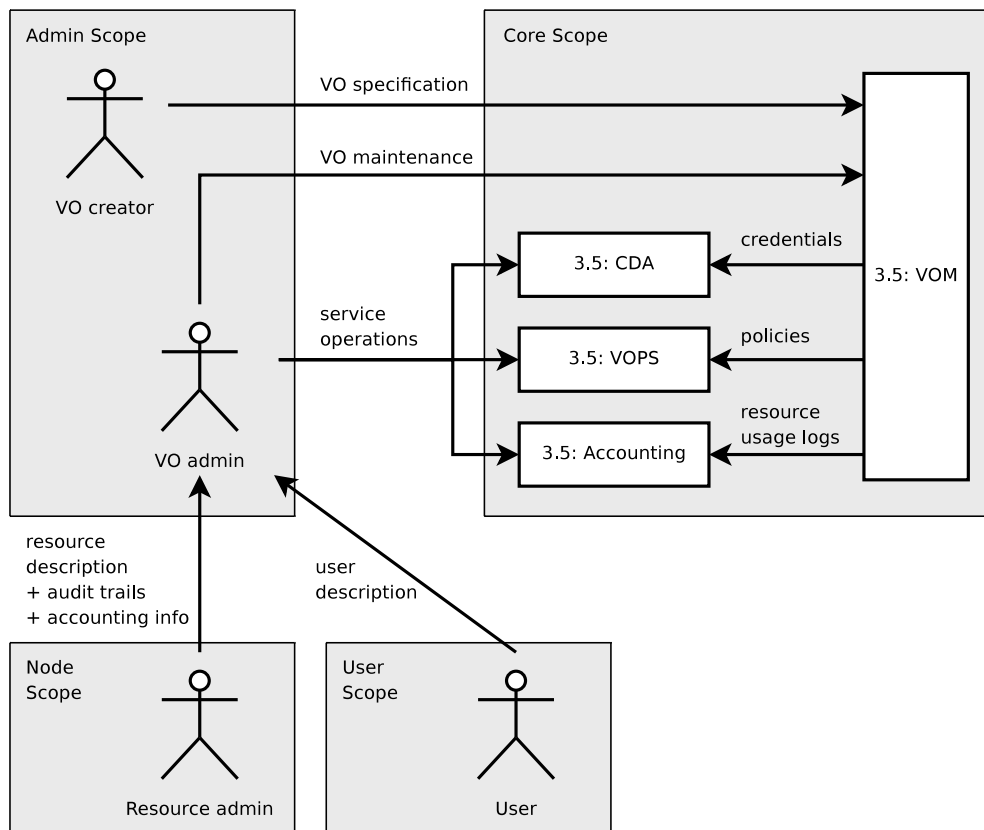 Admin Scope
VO creator
VO specification
VO maintenance
Core Scope
3.5: VOM
credentials
3.5: CDA
service
operations
policies
3.5: VOPS
resource
usage logs
3.5: Accounting
VO admin
resource
description
+ audit trails
+ accounting info
user
description
Node
Scope
Resource admin
User
Scope
User